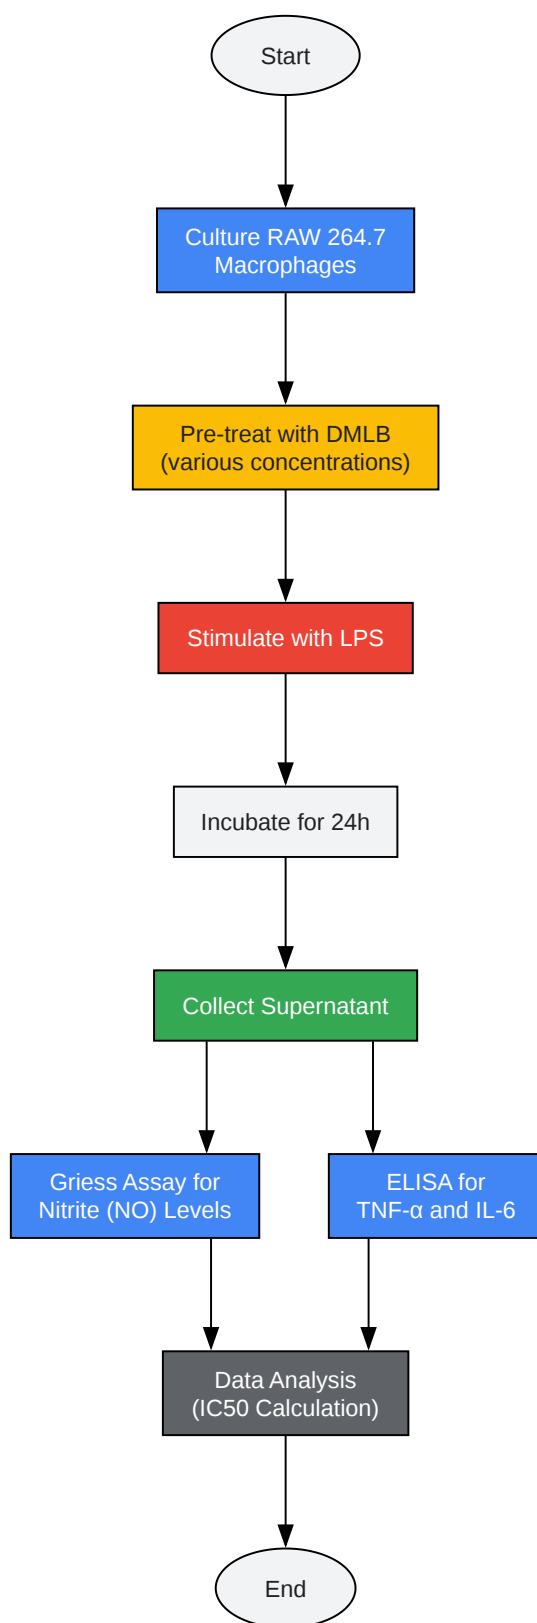 Start
Culture RAW 264.7
Macrophages
Pre-treat with DMLB
(various concentrations)
Stimulate with LPS
Incubate for 24h
Collect Supernatant
Griess Assay for
Nitrite (NO) Levels
ELISA for
TNF-α and IL-6
Data Analysis
(IC50 Calculation)
End